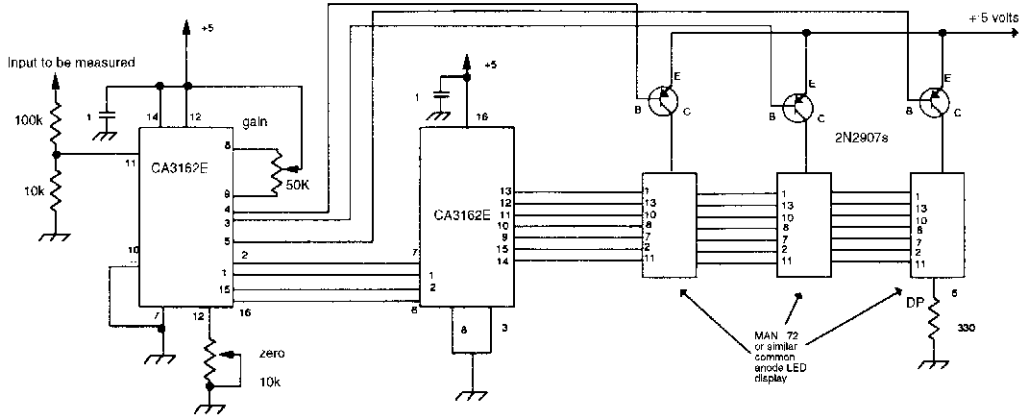 +5
+5
+ 5 volts
Input to be measured
100k
10k
1
14
12
gain
8
11
CA3162E
50K
9
4
3
5
2
10
1
15
7
12
16
zero
10k
1
16
CA3162E
7
1
2
6
13
12
11
10
9
15
14
8
3
E
B
C
E
B
C
E
B
C
2N2907s
1
13
10
8
7
2
11
1
13
10
8
7
2
11
1
13
10
8
7
2
11
DP
6
330
MAN 72
or similar
common
anode LED
display